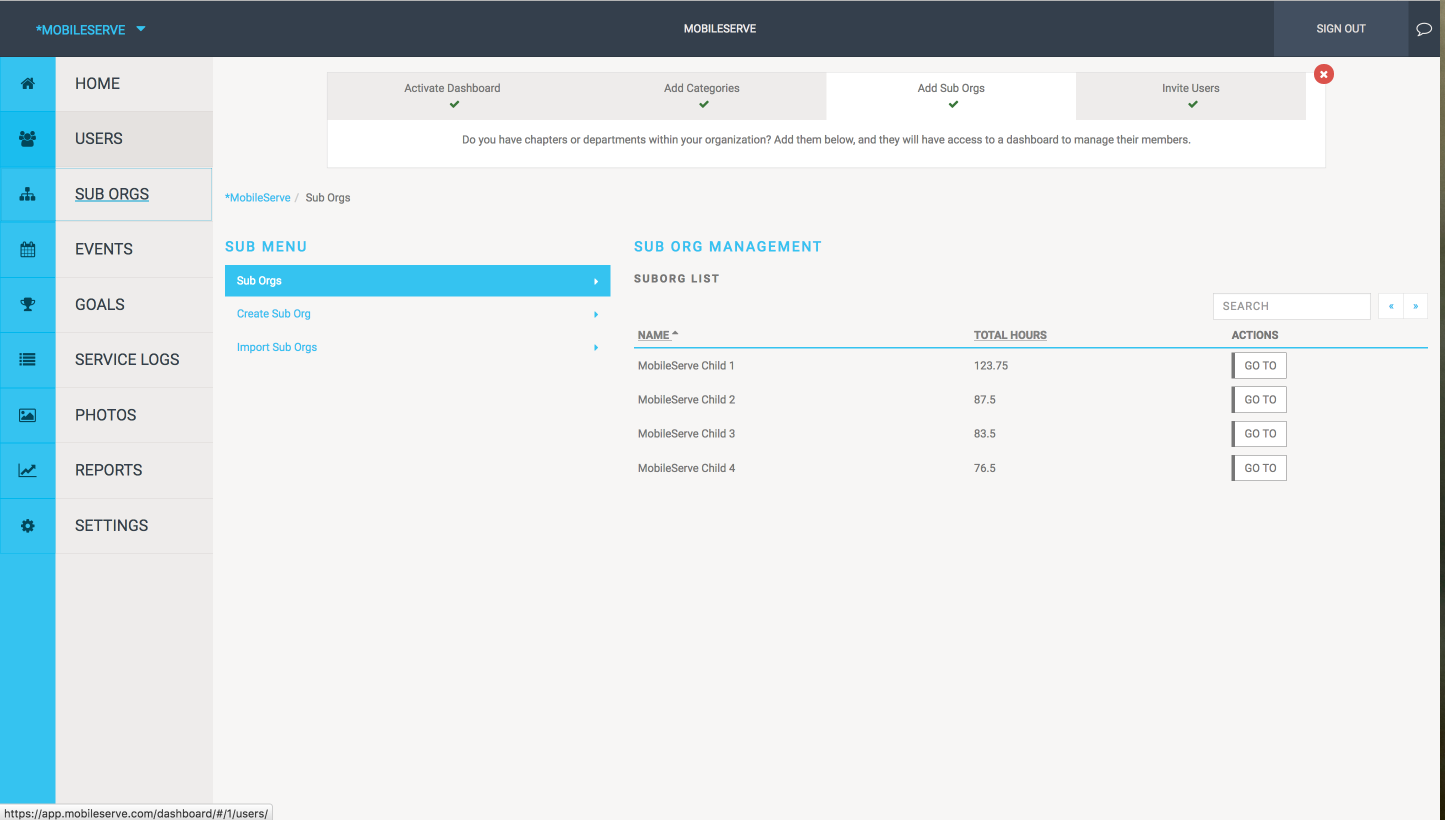 *MOBILESERVE
MOBILESERVE
SIGN OUT
HOME
USERS
SUB ORGS
EVENTS
GOALS
SERVICE LOGS
PHOTOS
REPORTS
SETTINGS
Activate Dashboard
Add Categories
Add Sub Orgs
Invite Users
Do you have chapters or departments within your organization? Add them below, and they will have access to a dashboard to manage their members.
*MobileServe / Sub Orgs
SUB MENU
Sub Orgs
Create Sub Org
Import Sub Orgs
SUB ORG MANAGEMENT
SUBORG LIST
SEARCH « »
NAME TOTAL HOURS ACTIONS
MobileServe Child 1 123.75 GO TO
MobileServe Child 2 87.5 GO TO
MobileServe Child 3 83.5 GO TO
MobileServe Child 4 76.5 GO TO
https://app.mobileserve.com/dashboard/#/1/users/